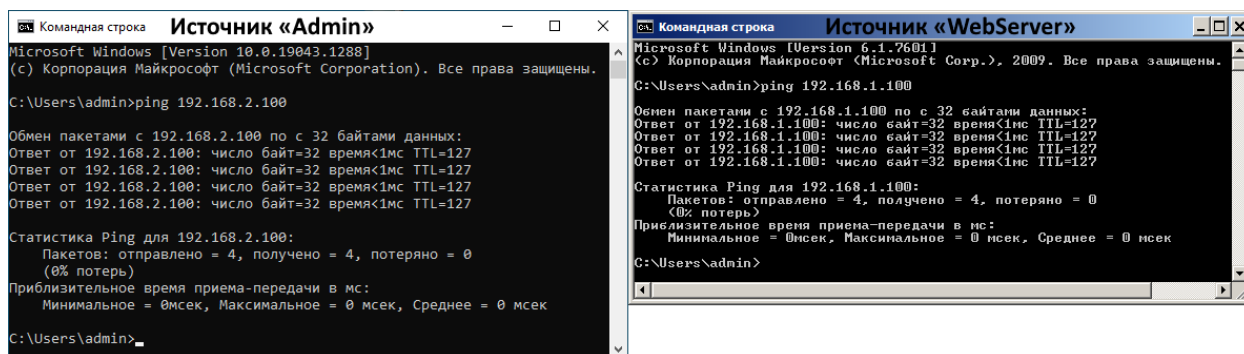 Командная строка Источник «Admin»
Microsoft Windows [Version 10.0.19043.1288]
(c) Корпорация Майкрософт (Microsoft Corporation). Все права защищены.
C:\Users\admin>ping 192.168.2.100
Обмен пакетами с 192.168.2.100 по с 32 байтами данных:
Ответ от 192.168.2.100: число байт=32 время<1мс TTL=127
Ответ от 192.168.2.100: число байт=32 время<1мс TTL=127
Ответ от 192.168.2.100: число байт=32 время<1мс TTL=127
Ответ от 192.168.2.100: число байт=32 время<1мс TTL=127
Статистика Ping для 192.168.2.100:
Пакетов: отправлено = 4, получено = 4, потеряно = 0
(0% потерь)
Приблизительное время приема-передачи в мс:
Минимальное = 0мсек, Максимальное = 0 мсек, Среднее = 0 мсек
C:\Users\admin>
Командная строка Источник «WebServer»
Microsoft Windows [Version 6.1.7601]
(c) Корпорация Майкрософт (Microsoft Corp.), 2009. Все права защищены.
C:\Users\admin>ping 192.168.1.100
Обмен пакетами с 192.168.1.100 по с 32 байтами данных:
Ответ от 192.168.1.100: число байт=32 время<1мс TTL=127
Ответ от 192.168.1.100: число байт=32 время<1мс TTL=127
Ответ от 192.168.1.100: число байт=32 время<1мс TTL=127
Ответ от 192.168.1.100: число байт=32 время<1мс TTL=127
Статистика Ping для 192.168.1.100:
Пакетов: отправлено = 4, получено = 4, потеряно = 0
(0% потерь)
Приблизительное время приема-передачи в мс:
Минимальное = 0мсек, Максимальное = 0 мсек, Среднее = 0 мсек
C:\Users\admin>